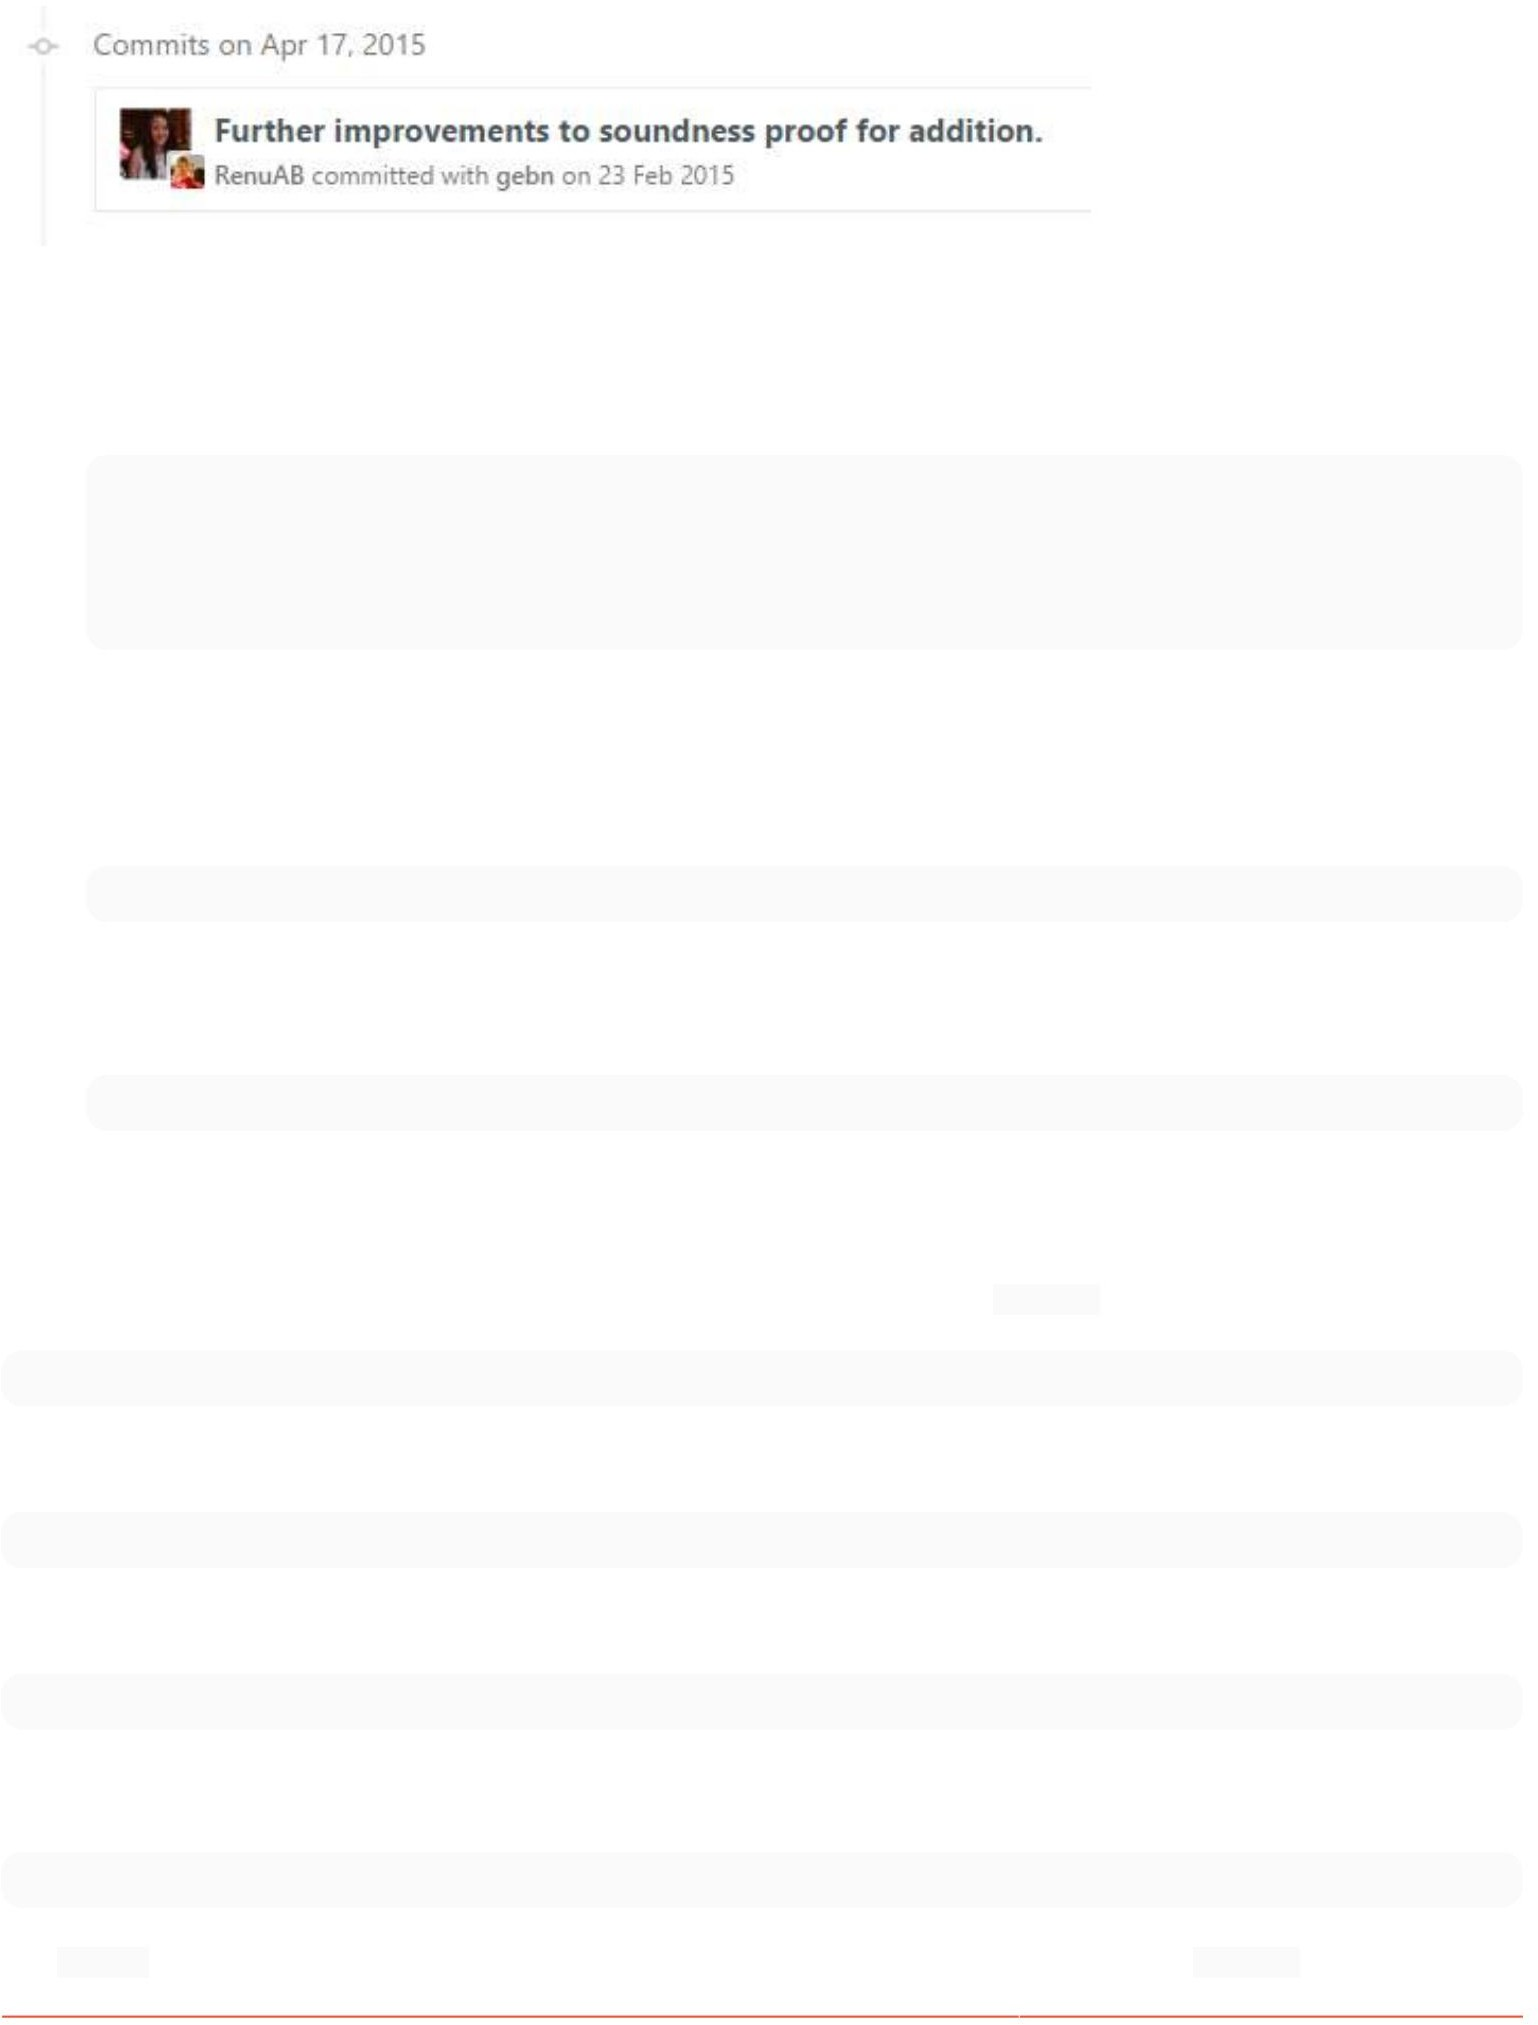 Commits on Apr 17, 2015
Further improvements to soundness proof for addition.
RenuAB committed with gebn on 23 Feb 2015